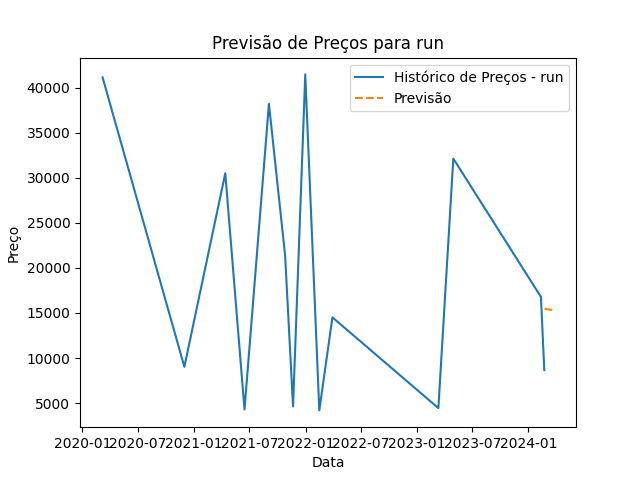 Previsão de Preços para run
Histórico de Preços - run
Previsão
40000
35000
30000
25000
20000
15000
10000
5000
Preço
2020-01 2020-07 2021-01 2021-07 2022-01 2022-07 2023-01 2023-07 2024-01
Data